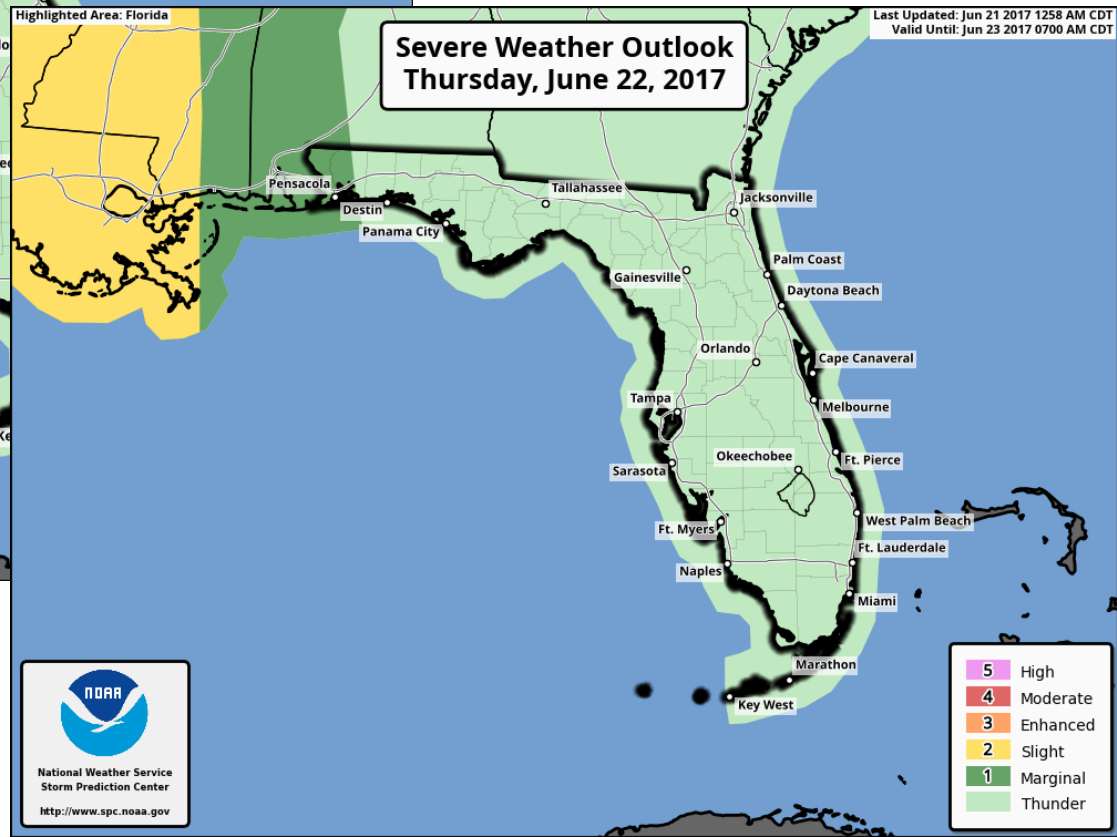 Highlighted Area: Florida
Last Updated: Jun 21 2017 1258 AM CDT
Valid Until: Jun 23 2017 0700 AM CDT
Severe Weather Outlook
Thursday, June 22, 2017
Pensacola
Destin
Panama City
Tallahassee
Jacksonville
Palm Coast
Gainesville
Daytona Beach
Orlando
Cape Canaveral
Tampa
Melbourne
Okeechobee
Ft. Pierce
Sarasota
West Palm Beach
Ft. Myers
Ft. Lauderdale
Naples
Miami
Marathon
Key West
NOAA
National Weather Service
Storm Prediction Center
http://www.spc.noaa.gov
5 High
4 Moderate
3 Enhanced
2 Slight
1 Marginal
Thunder